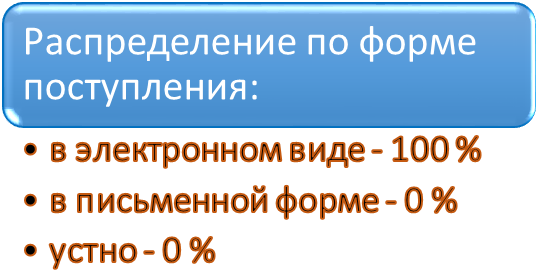 Распределение по форме
поступления:
• в электронном виде - 100 %
• в письменной форме - 0 %
• устно - 0 %